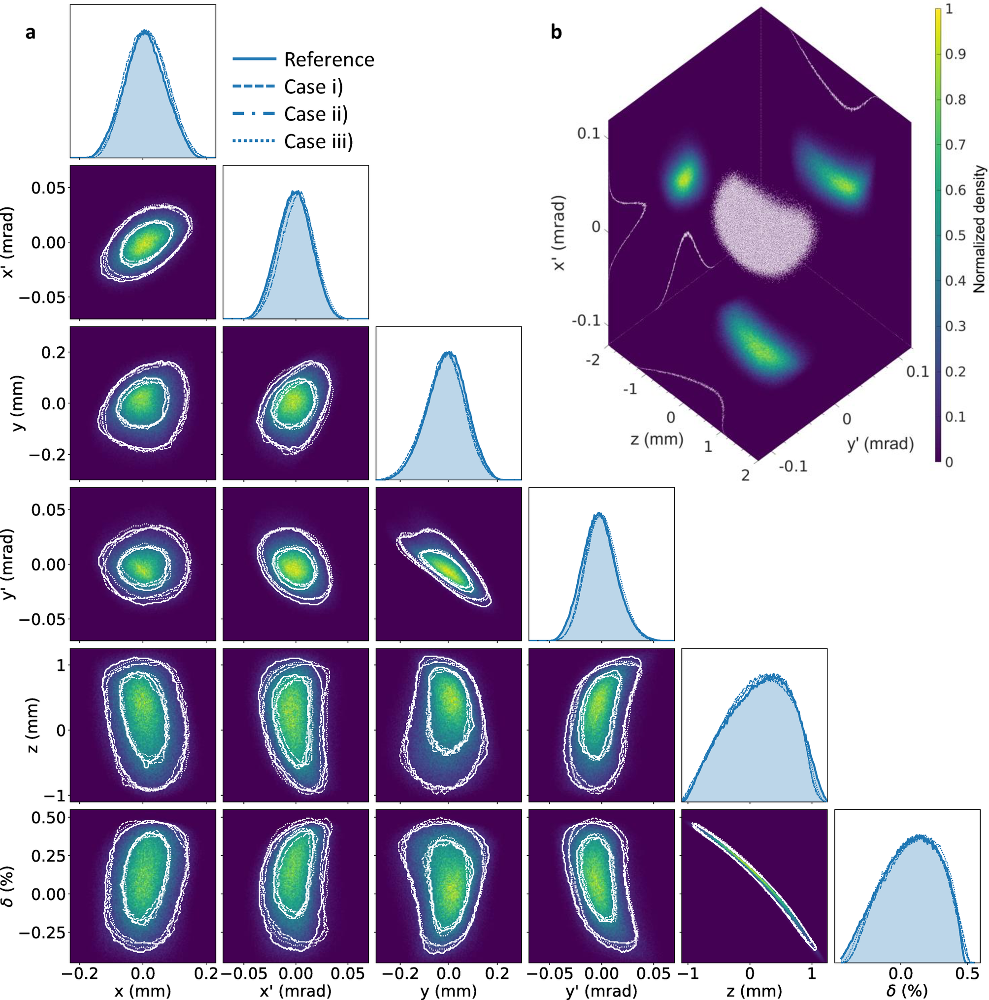 a
Reference
Case i)
Case ii)
Case iii)
b
1
0.9
0.8
0.7
0.6
0.5
0.4
0.3
0.2
0.1
0
Normalized density
0.1
0
-0.1
x' (mrad)
-2
-1
0
1
2
z (mm)
-0.1
0
0.1
y' (mrad)
0.05
0.00
−0.05
x' (mrad)
0.2
0.0
−0.2
y (mm)
0.05
0.00
−0.05
y' (mrad)
1
0
−1
z (mm)
0.50
0.25
0.00
−0.25
δ (%)
−0.2 0.0 0.2
x (mm)
−0.05 0.00 0.05
x' (mrad)
−0.2 0.0 0.2
y (mm)
−0.05 0.00 0.05
y' (mrad)
−1 0 1
z (mm)
0.0 0.5
δ (%)